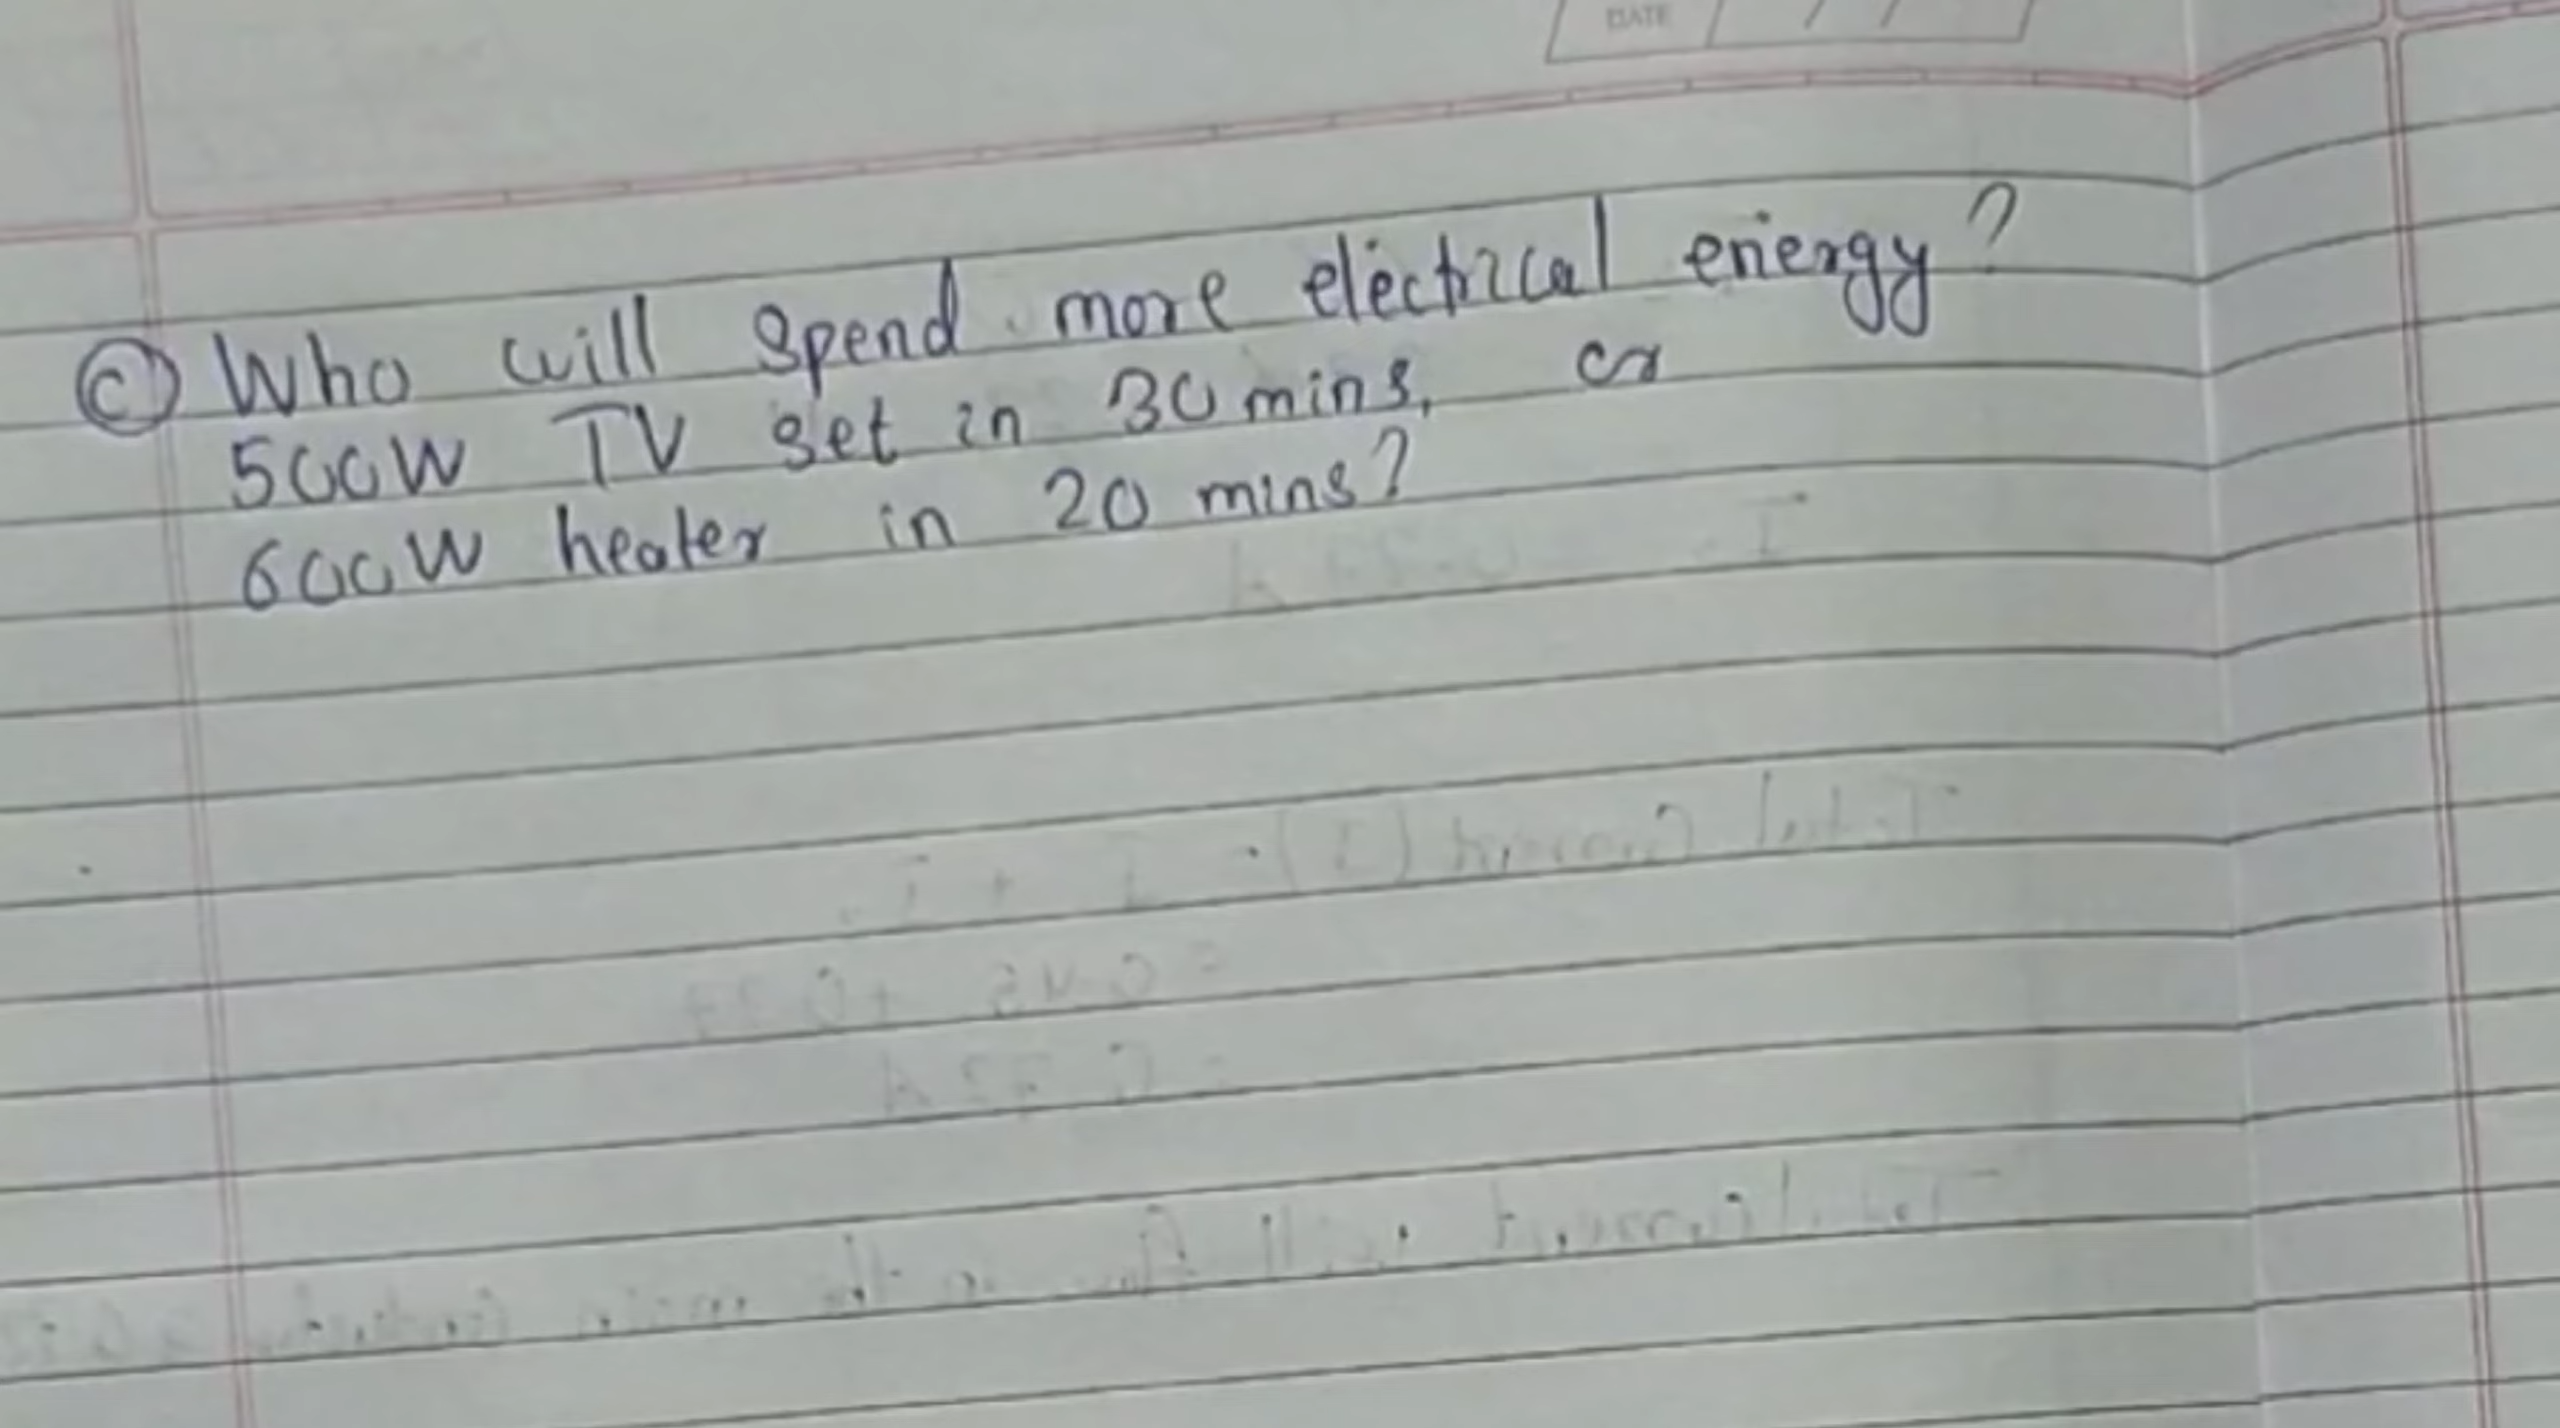 DATE / /
(C) Who will spend more electrical energy?
500W TV set in 30 mins, or
600W heater in 20 mins?